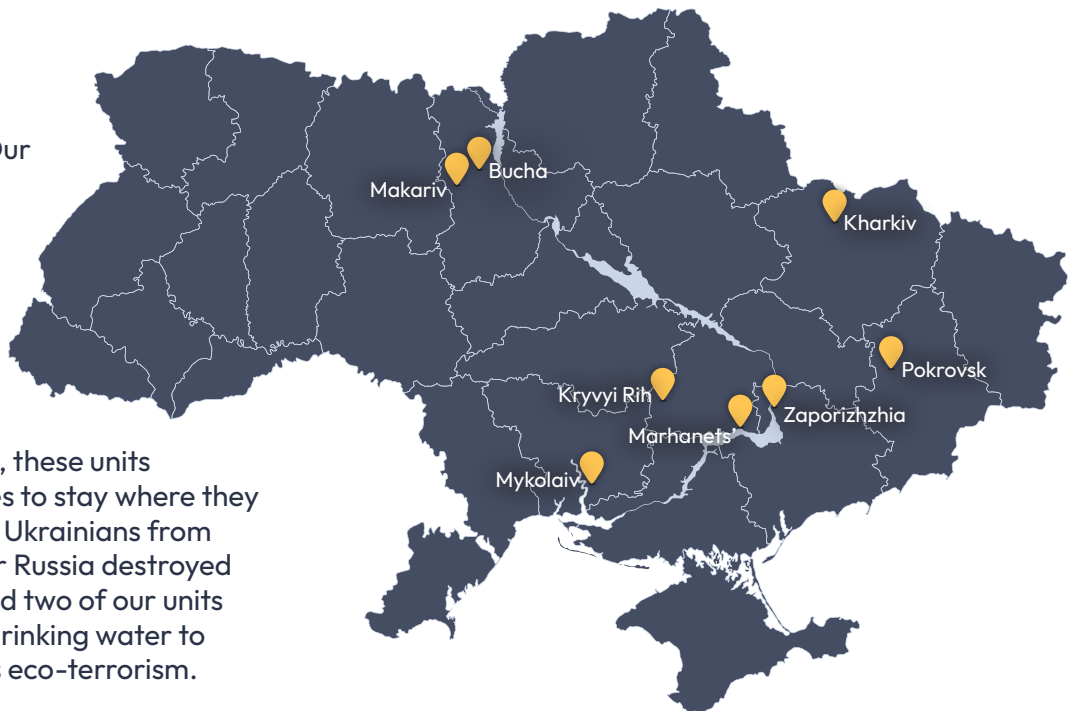 Our
Bucha
Makariv
Kharkiv
Pokrovsk
Kryvyi Rih
Zaporizhzhia
Marhanets'
Mykolaiv
, these units
es to stay where they
Ukrainians from
r Russia destroyed
d two of our units
rinking water to
s eco-terrorism.